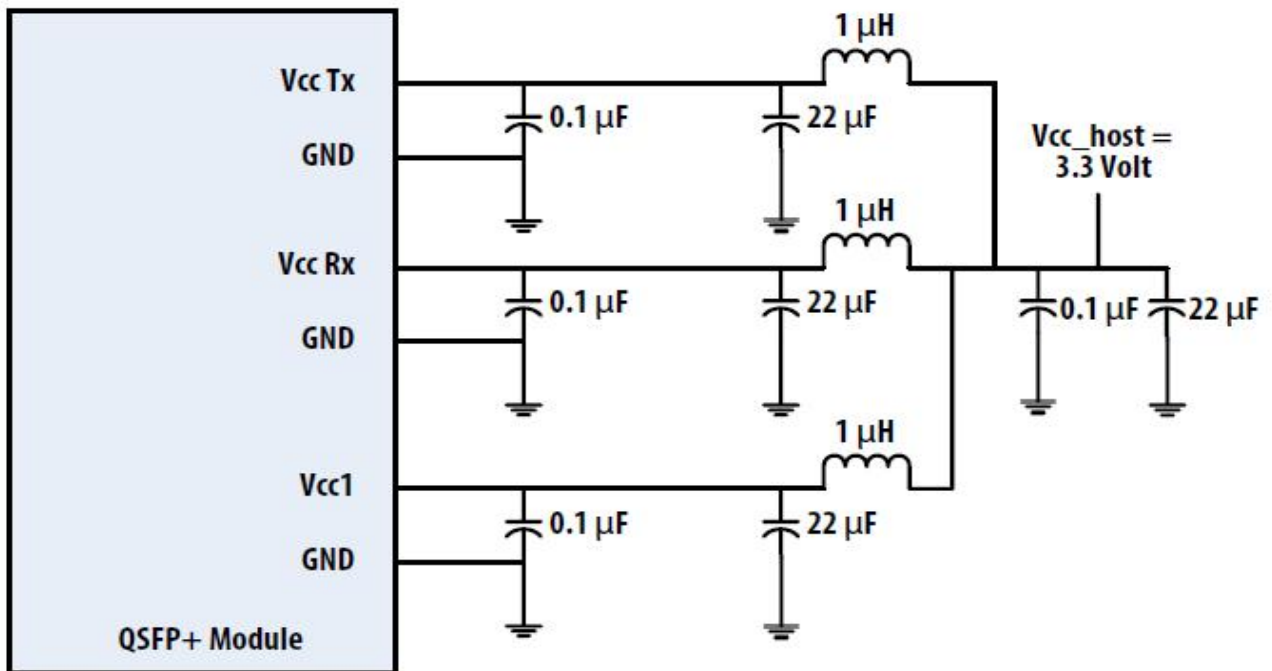 1 μH
Vcc Tx
0.1 μF
22 μF
GND
Vcc_host =
3.3 Volt
1 μH
Vcc Rx
0.1 μF
22 μF
0.1 μF
22 μF
GND
1 μH
Vcc1
0.1 μF
22 μF
GND
QSFP+ Module